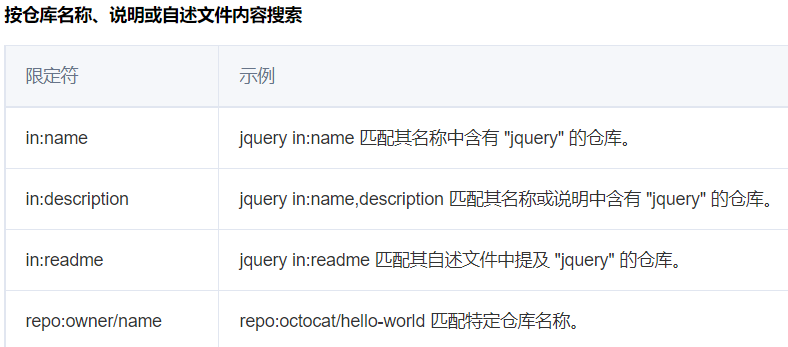 按仓库名称、说明或自述文件内容搜索
限定符 示例
in:name jquery in:name 匹配其名称中含有 "jquery" 的仓库。
in:description jquery in:name,description 匹配其名称或说明中含有 "jquery" 的仓库。
in:readme jquery in:readme 匹配其自述文件中提及 "jquery" 的仓库。
repo:owner/name repo:octocat/hello-world 匹配特定仓库名称。